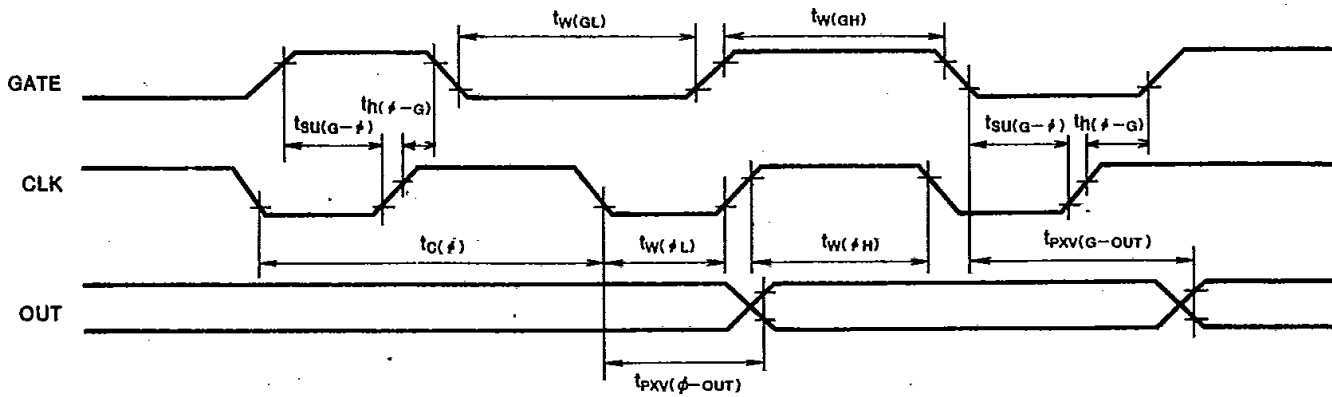 tW(GL)
tW(GH)
GATE
th(ϕ-G)
tSU(G-ϕ)
tSU(G-ϕ)
th(ϕ-G)
CLK
tC(ϕ)
tW(ϕL)
tW(ϕH)
tPXV(G-OUT)
OUT
tPXV(ϕ-OUT)